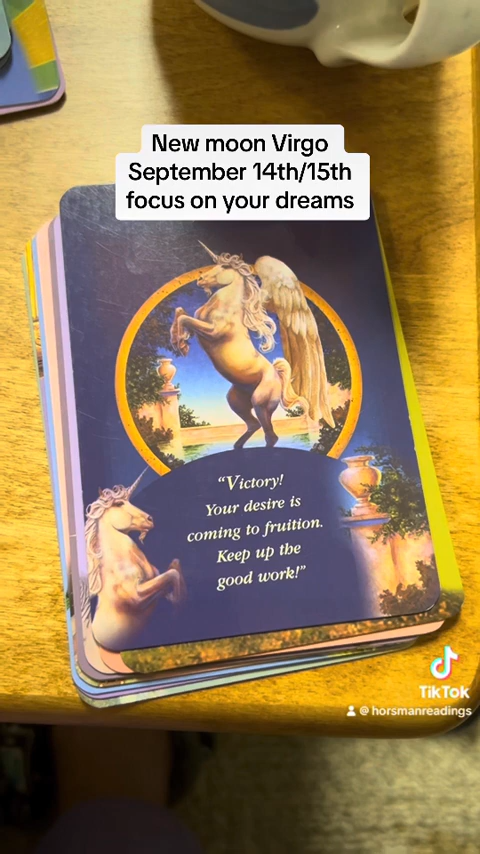 New moon Virgo
September 14th/15th
focus on your dreams
“Victory!
Your desire is
coming to fruition.
Keep up the
good work!”
TikTok
@horsmanreadings